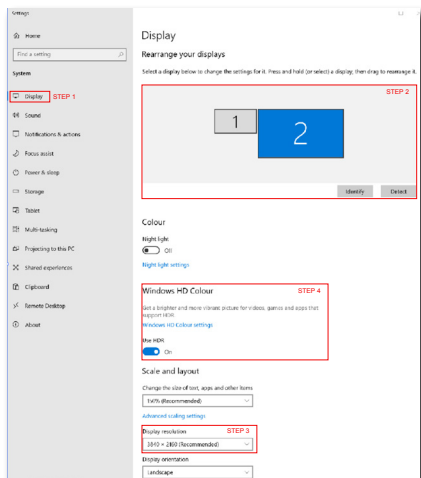 Settings
Home
Find a setting
System
Display
STEP 1
Sound
Notifications & actions
Focus assist
Power & sleep
Storage
Tablet
Multi-tasking
Projecting to this PC
Shared experiences
Clipboard
Remote Desktop
About
Display
Rearrange your displays
Select a display below to change the settings for it. Press and hold (or select) a display, then drag to rearrange it.
STEP 2
1
2
Identify
Detect
Colour
Night light
Off
Night light settings
Windows HD Colour
STEP 4
Get a brighter and more vibrant picture for videos, games and apps that
support HDR.
Windows HD Colour settings
Use HDR
On
Scale and layout
Change the size of text, apps and other items
150% (Recommended)
Advanced scaling settings
Display resolution
STEP 3
3840 × 2160 (Recommended)
Display orientation
Landscape